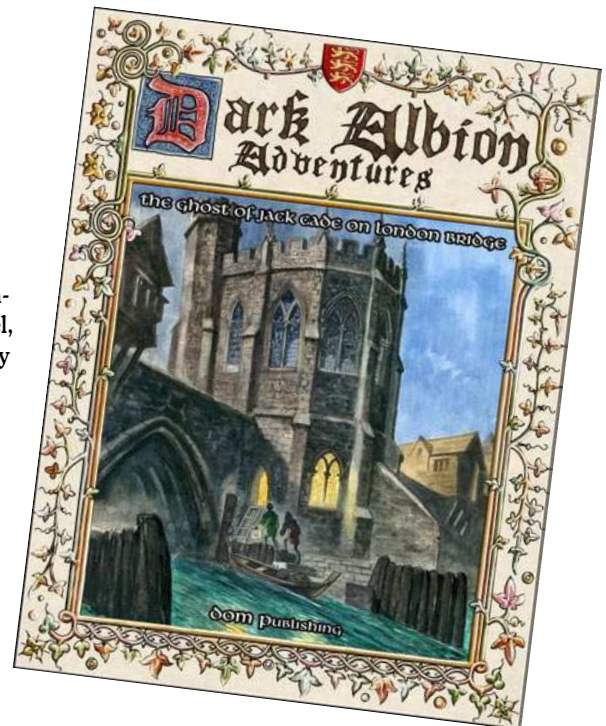 Dark Albion
Adventures
the ghost of jack cade on london bridge
-
l,
y
dom publishing